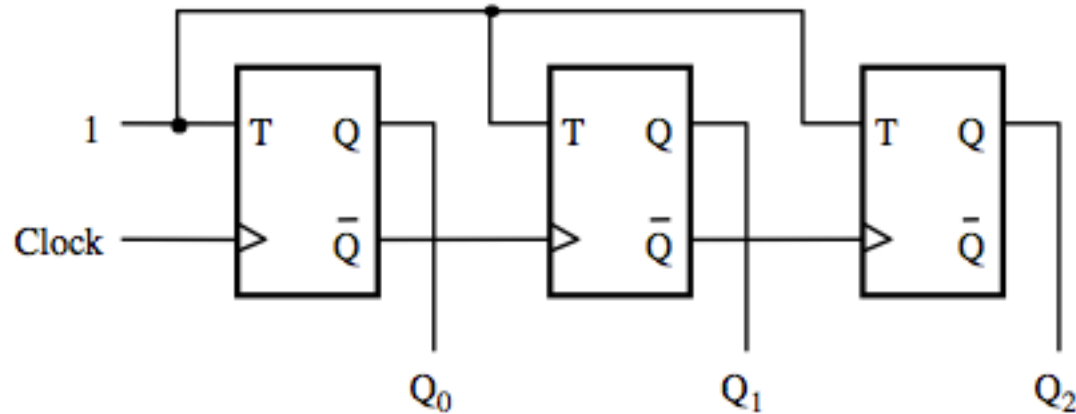 1 T Q T Q T Q
Clock Q̅ Q̅ Q̅
Q₀ Q₁ Q₂